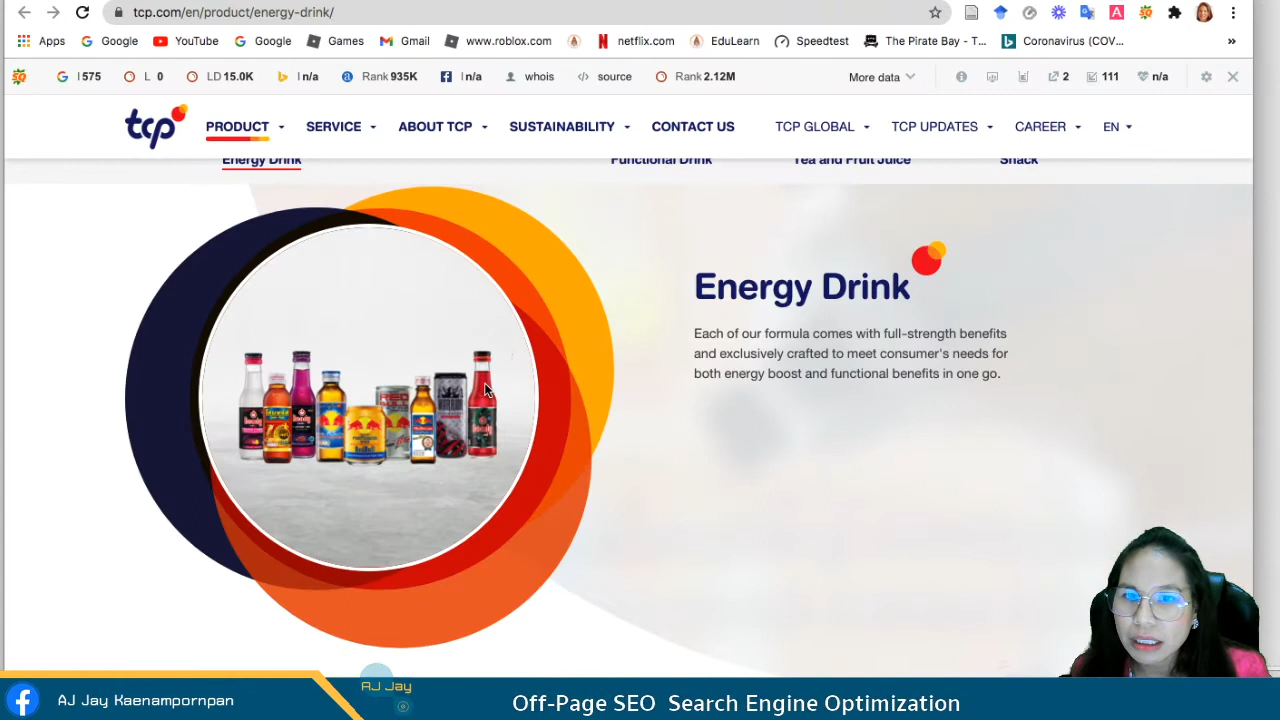 tcp.com/en/product/energy-drink/
Apps Google YouTube Google Games Gmail www.roblox.com netflix.com EduLearn Speedtest The Pirate Bay - T... Coronavirus (COV... »
I 575 L 0 LD 15.0K I n/a Rank 935K I n/a whois source Rank 2.12M More data 2 111 n/a
tcp PRODUCT SERVICE ABOUT TCP SUSTAINABILITY CONTACT US TCP GLOBAL TCP UPDATES CAREER EN
Energy Drink Functional Drink Tea and Fruit Juice Snack
Energy Drink
Each of our formula comes with full-strength benefits
and exclusively crafted to meet consumer's needs for
both energy boost and functional benefits in one go.
AJ Jay Kaenampornpan
AJ Jay
Off-Page SEO Search Engine Optimization